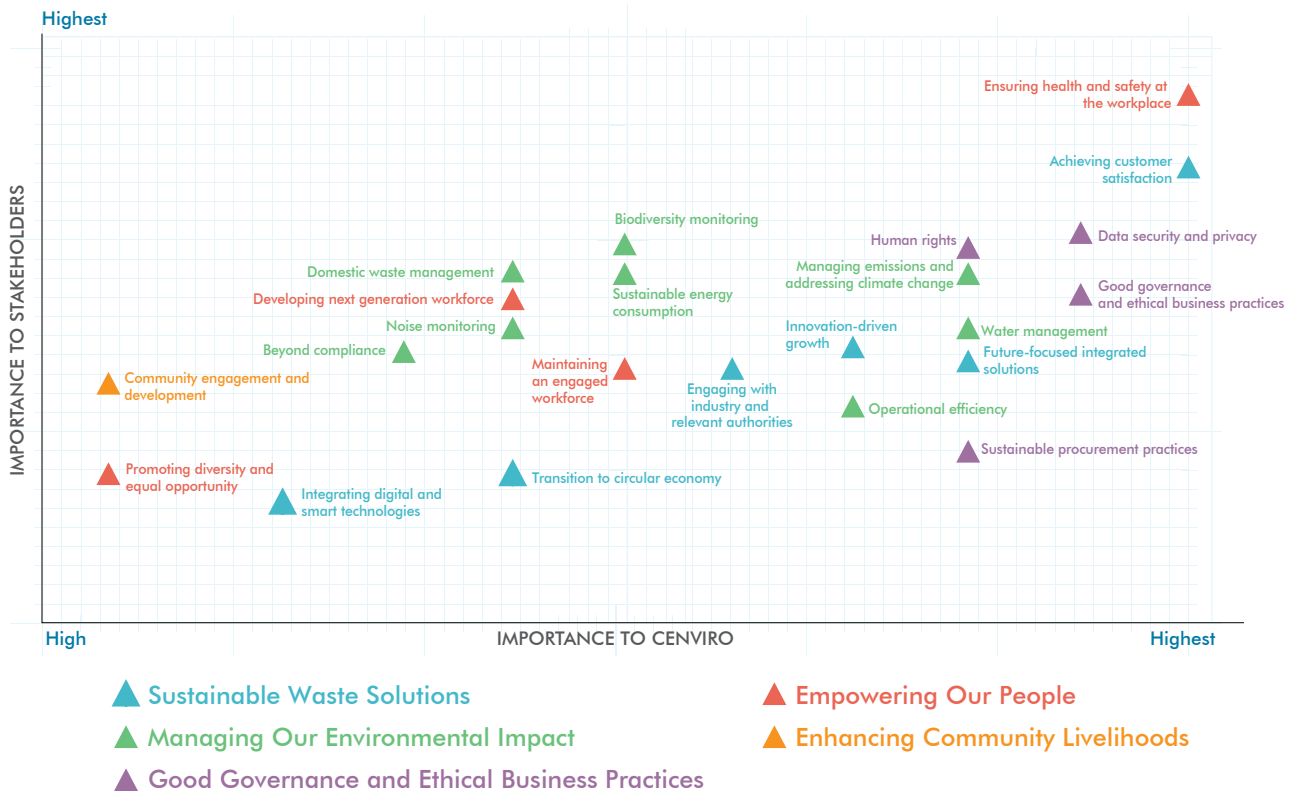 Highest
IMPORTANCE TO STAKEHOLDERS
Ensuring health and safety at
the workplace
Achieving customer
satisfaction
Biodiversity monitoring
Human rights
Data security and privacy
Domestic waste management
Managing emissions and
addressing climate change
Developing next generation workforce
Sustainable energy
consumption
Good governance
and ethical business practices
Noise monitoring
Innovation-driven
growth
Water management
Beyond compliance
Future-focused integrated
solutions
Maintaining
an engaged
workforce
Community engagement and
development
Engaging with
industry and
relevant authorities
Operational efficiency
Sustainable procurement practices
Promoting diversity and
equal opportunity
Transition to circular economy
Integrating digital and
smart technologies
High
IMPORTANCE TO CENVIRO
Highest
Sustainable Waste Solutions
Empowering Our People
Managing Our Environmental Impact
Enhancing Community Livelihoods
Good Governance and Ethical Business Practices